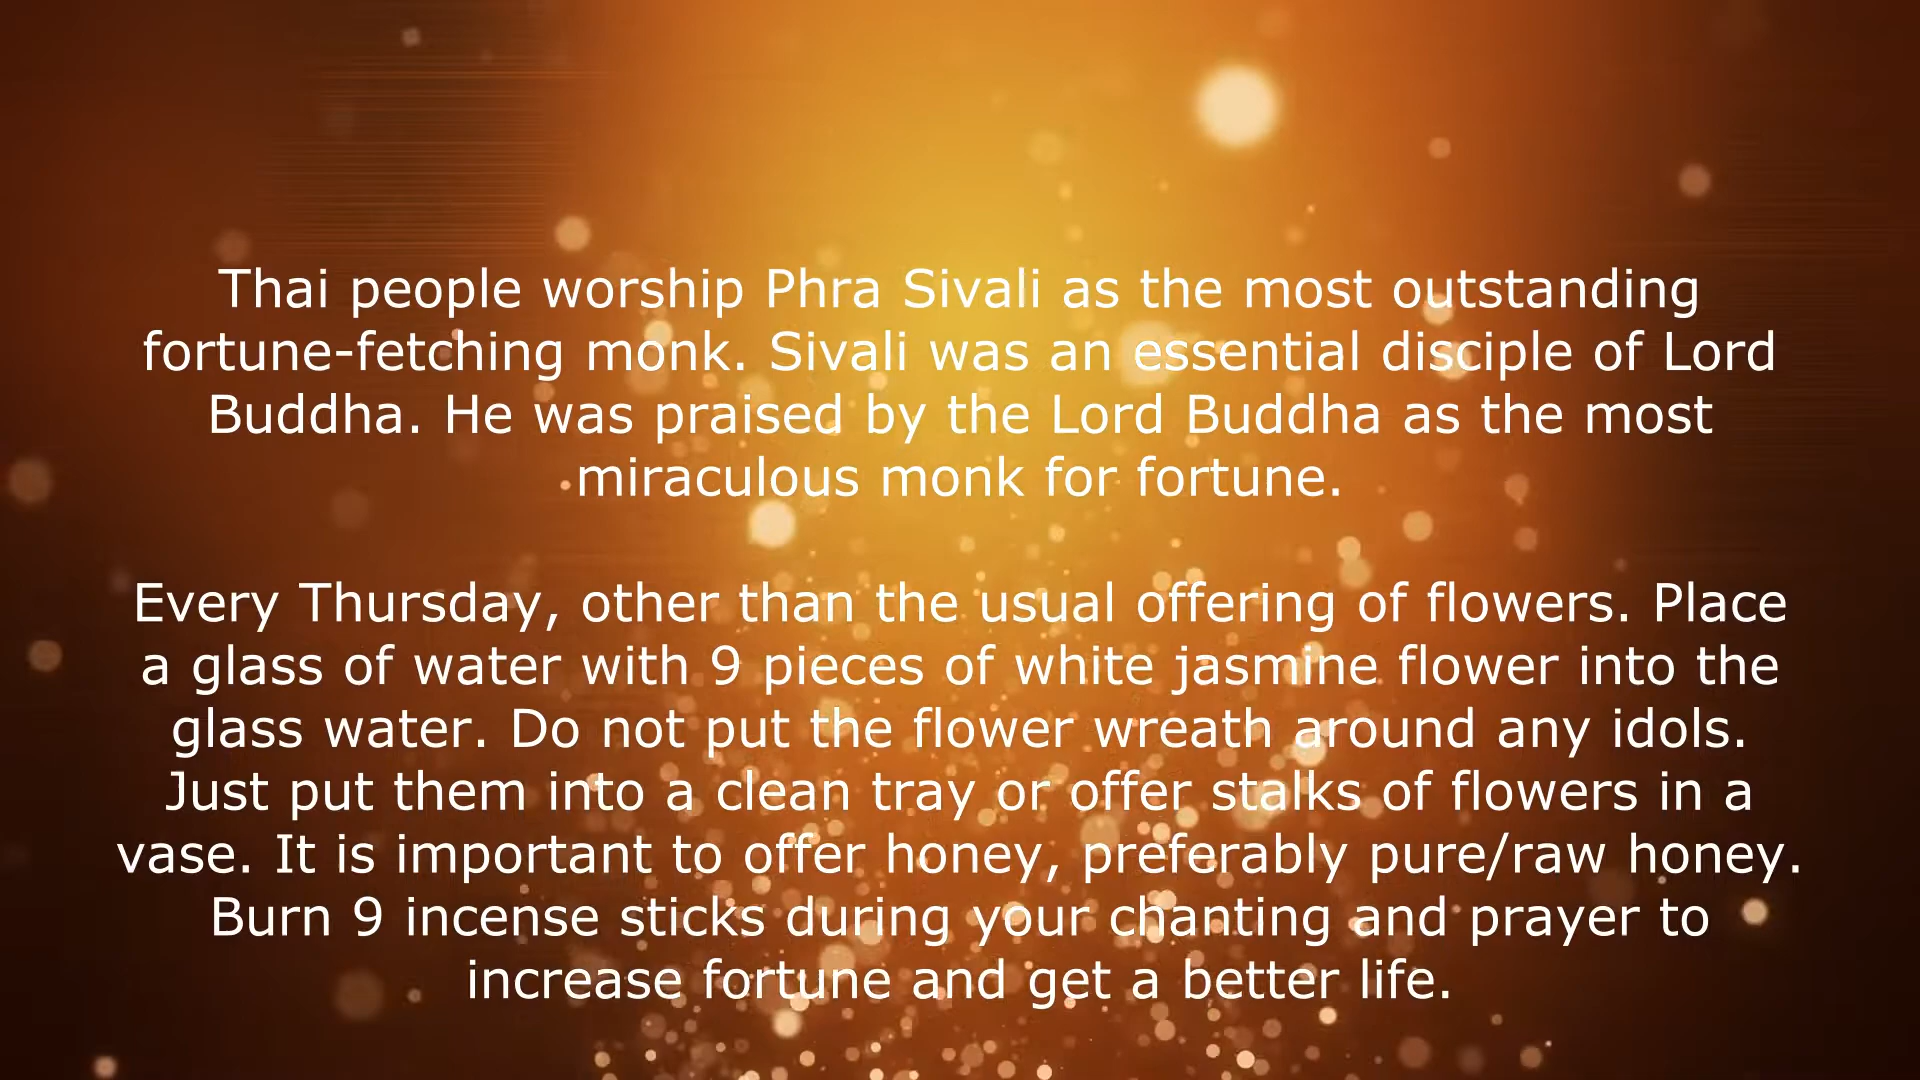 Thai people worship Phra Sivali as the most outstanding
fortune-fetching monk. Sivali was an essential disciple of Lord
Buddha. He was praised by the Lord Buddha as the most
miraculous monk for fortune.
Every Thursday, other than the usual offering of flowers. Place
a glass of water with 9 pieces of white jasmine flower into the
glass water. Do not put the flower wreath around any idols.
Just put them into a clean tray or offer stalks of flowers in a
vase. It is important to offer honey, preferably pure/raw honey.
Burn 9 incense sticks during your chanting and prayer to
increase fortune and get a better life.